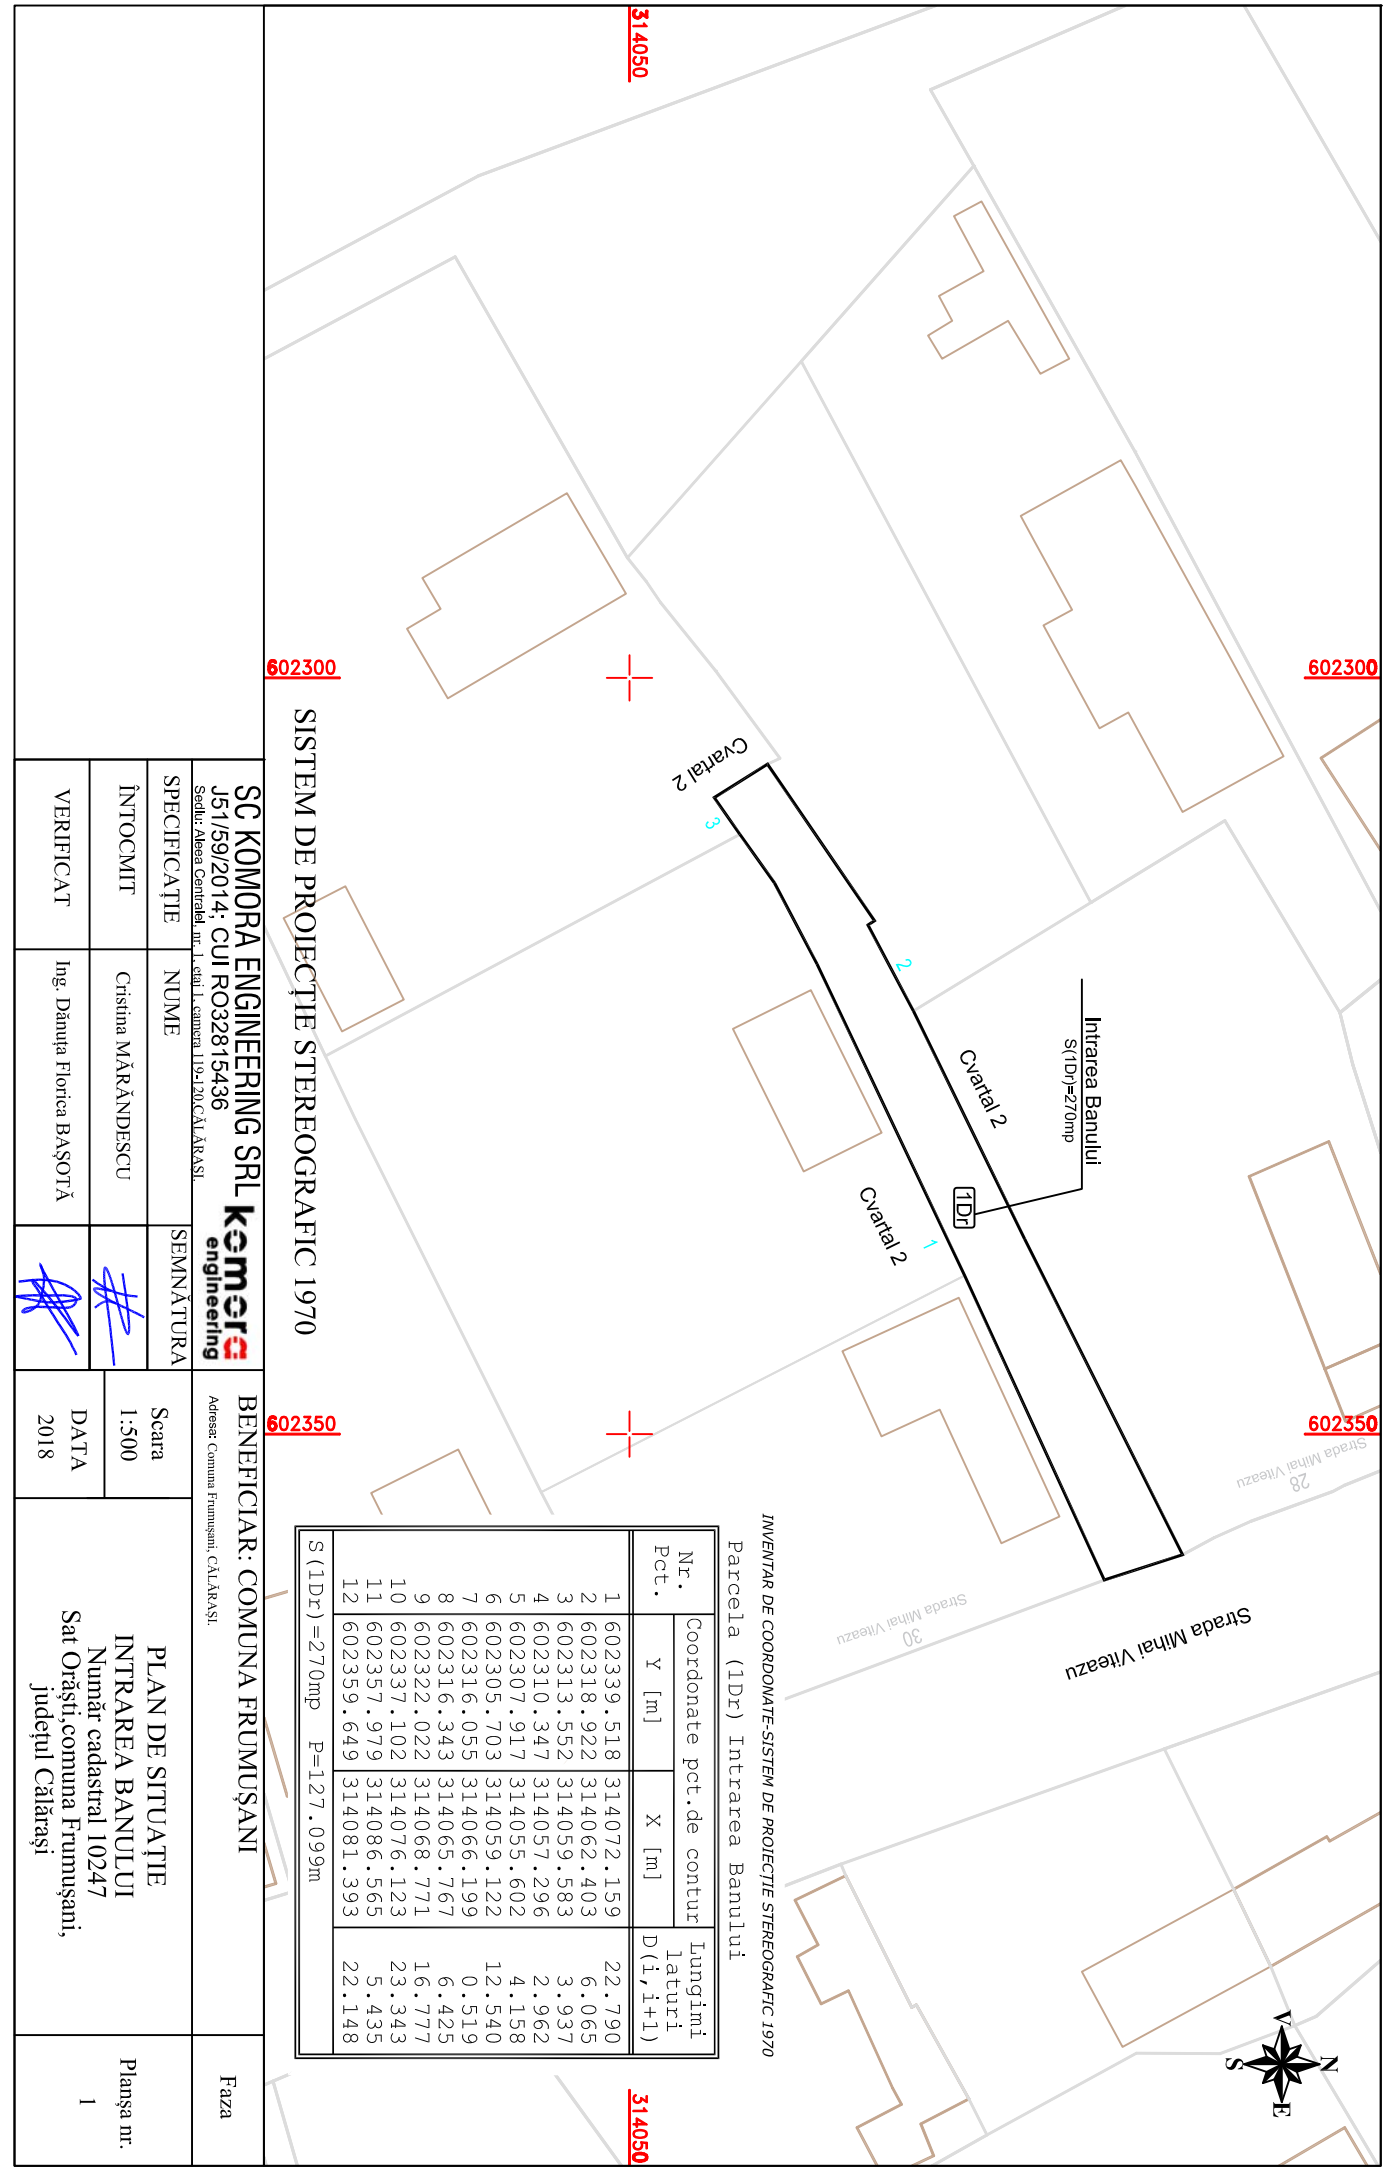 314050
314050
602300
602300
602350
602350
N
V
E
S
Intrarea Banului
S(1Dr)=270mp
1Dr
Cvartal 2
Cvartal 2
Cvartal 2
1
2
3
Strada Mihai Viteazu
28
Strada Mihai Viteazu
30
Strada Mihai Viteazu
INVENTAR DE COORDONATE-SISTEM DE PROIECȚIE STEREOGRAFIC 1970
Parcela (1Dr) Intrarea Banului
Nr. Pct. Coordonate pct.de contur Lungimi laturi D(i,i+1)
Y [m] X [m]
1 602339.518 314072.159 22.790
2 602318.922 314062.403 6.065
3 602313.552 314059.583 3.937
4 602310.347 314057.296 2.962
5 602307.917 314055.602 4.158
6 602305.703 314059.122 12.540
7 602316.055 314066.199 0.519
8 602316.343 314065.767 6.425
9 602322.022 314068.771 16.777
10 602337.102 314076.123 23.343
11 602357.979 314086.565 5.435
12 602359.649 314081.393 22.148
S(1Dr)=270mp P=127.099m
SISTEM DE PROIECȚIE STEREOGRAFIC 1970
SC KOMORA ENGINEERING SRL
J51/59/2014; CUI RO32815436
Sediu: Aleea Centralei, nr. 1, etaj 1, camera 119-120,CĂLĂRAȘI.
komora
engineering
SPECIFICAȚIE NUME SEMNĂTURA
ÎNTOCMIT Cristina MĂRĂNDESCU
VERIFICAT Ing. Dănuța Florica BAȘOTĂ
BENEFICIAR: COMUNA FRUMUȘANI
Adresa: Comuna Frumușani, CĂLĂRAȘI.
Scara
1:500
DATA
2018
PLAN DE SITUAȚIE
INTRAREA BANULUI
Număr cadastral 10247
Sat Orăști,comuna Frumușani,
județul Călărași
Faza
Planșa nr.
1